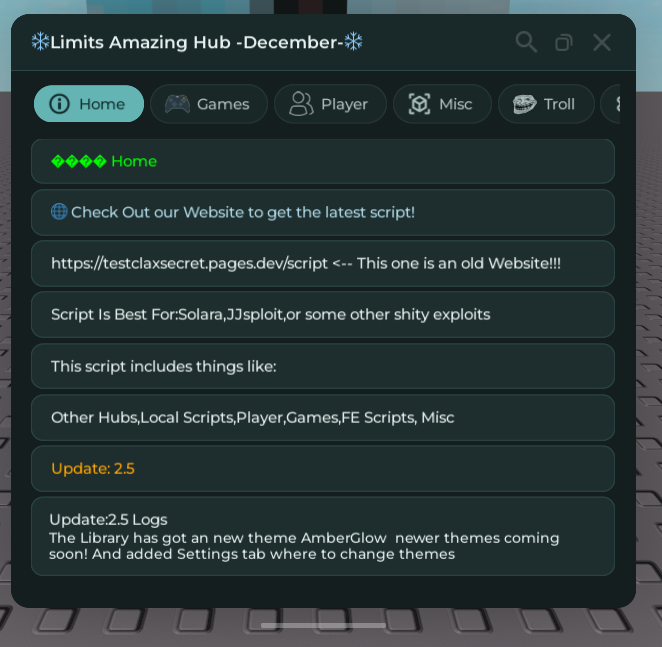 ❄Limits Amazing Hub -December-❄
Home
Games
Player
Misc
Troll
���� Home
🌐 Check Out our Website to get the latest script!
https://testclaxsecret.pages.dev/script <-- This one is an old Website!!!
Script Is Best For:Solara,JJsploit,or some other shity exploits
This script includes things like:
Other Hubs,Local Scripts,Player,Games,FE Scripts, Misc
Update: 2.5
Update:2.5 Logs
The Library has got an new theme AmberGlow  newer themes coming
soon! And added Settings tab where to change themes